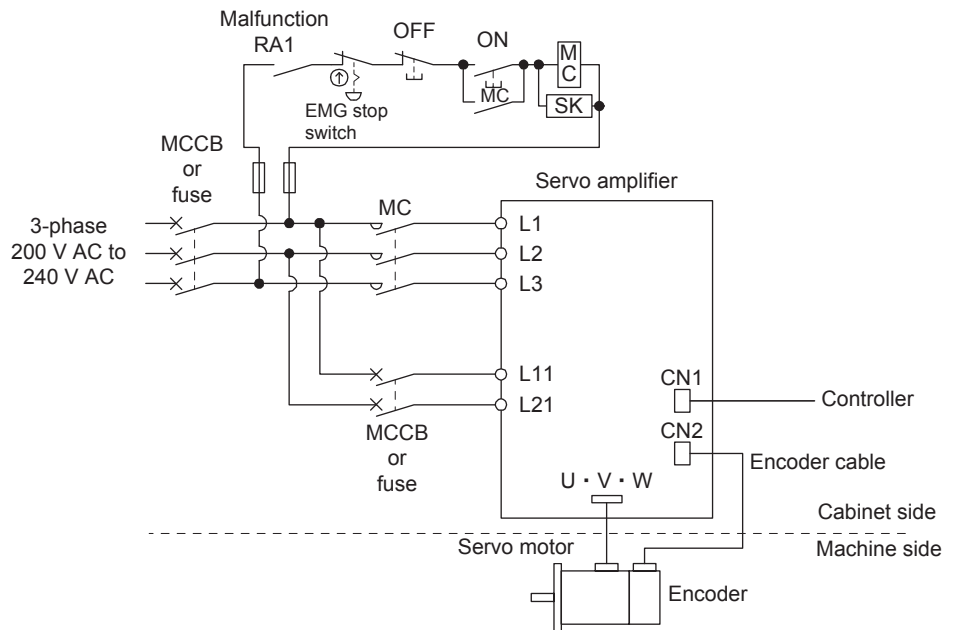 Malfunction
RA1
OFF
ON
M
C
MC
SK
EMG stop
switch
MCCB
or
fuse
Servo amplifier
MC
3-phase
200 V AC to
240 V AC
L1
L2
L3
L11
L21
MCCB
or
fuse
CN1
Controller
CN2
Encoder cable
U・V・W
Cabinet side
Servo motor
Machine side
Encoder